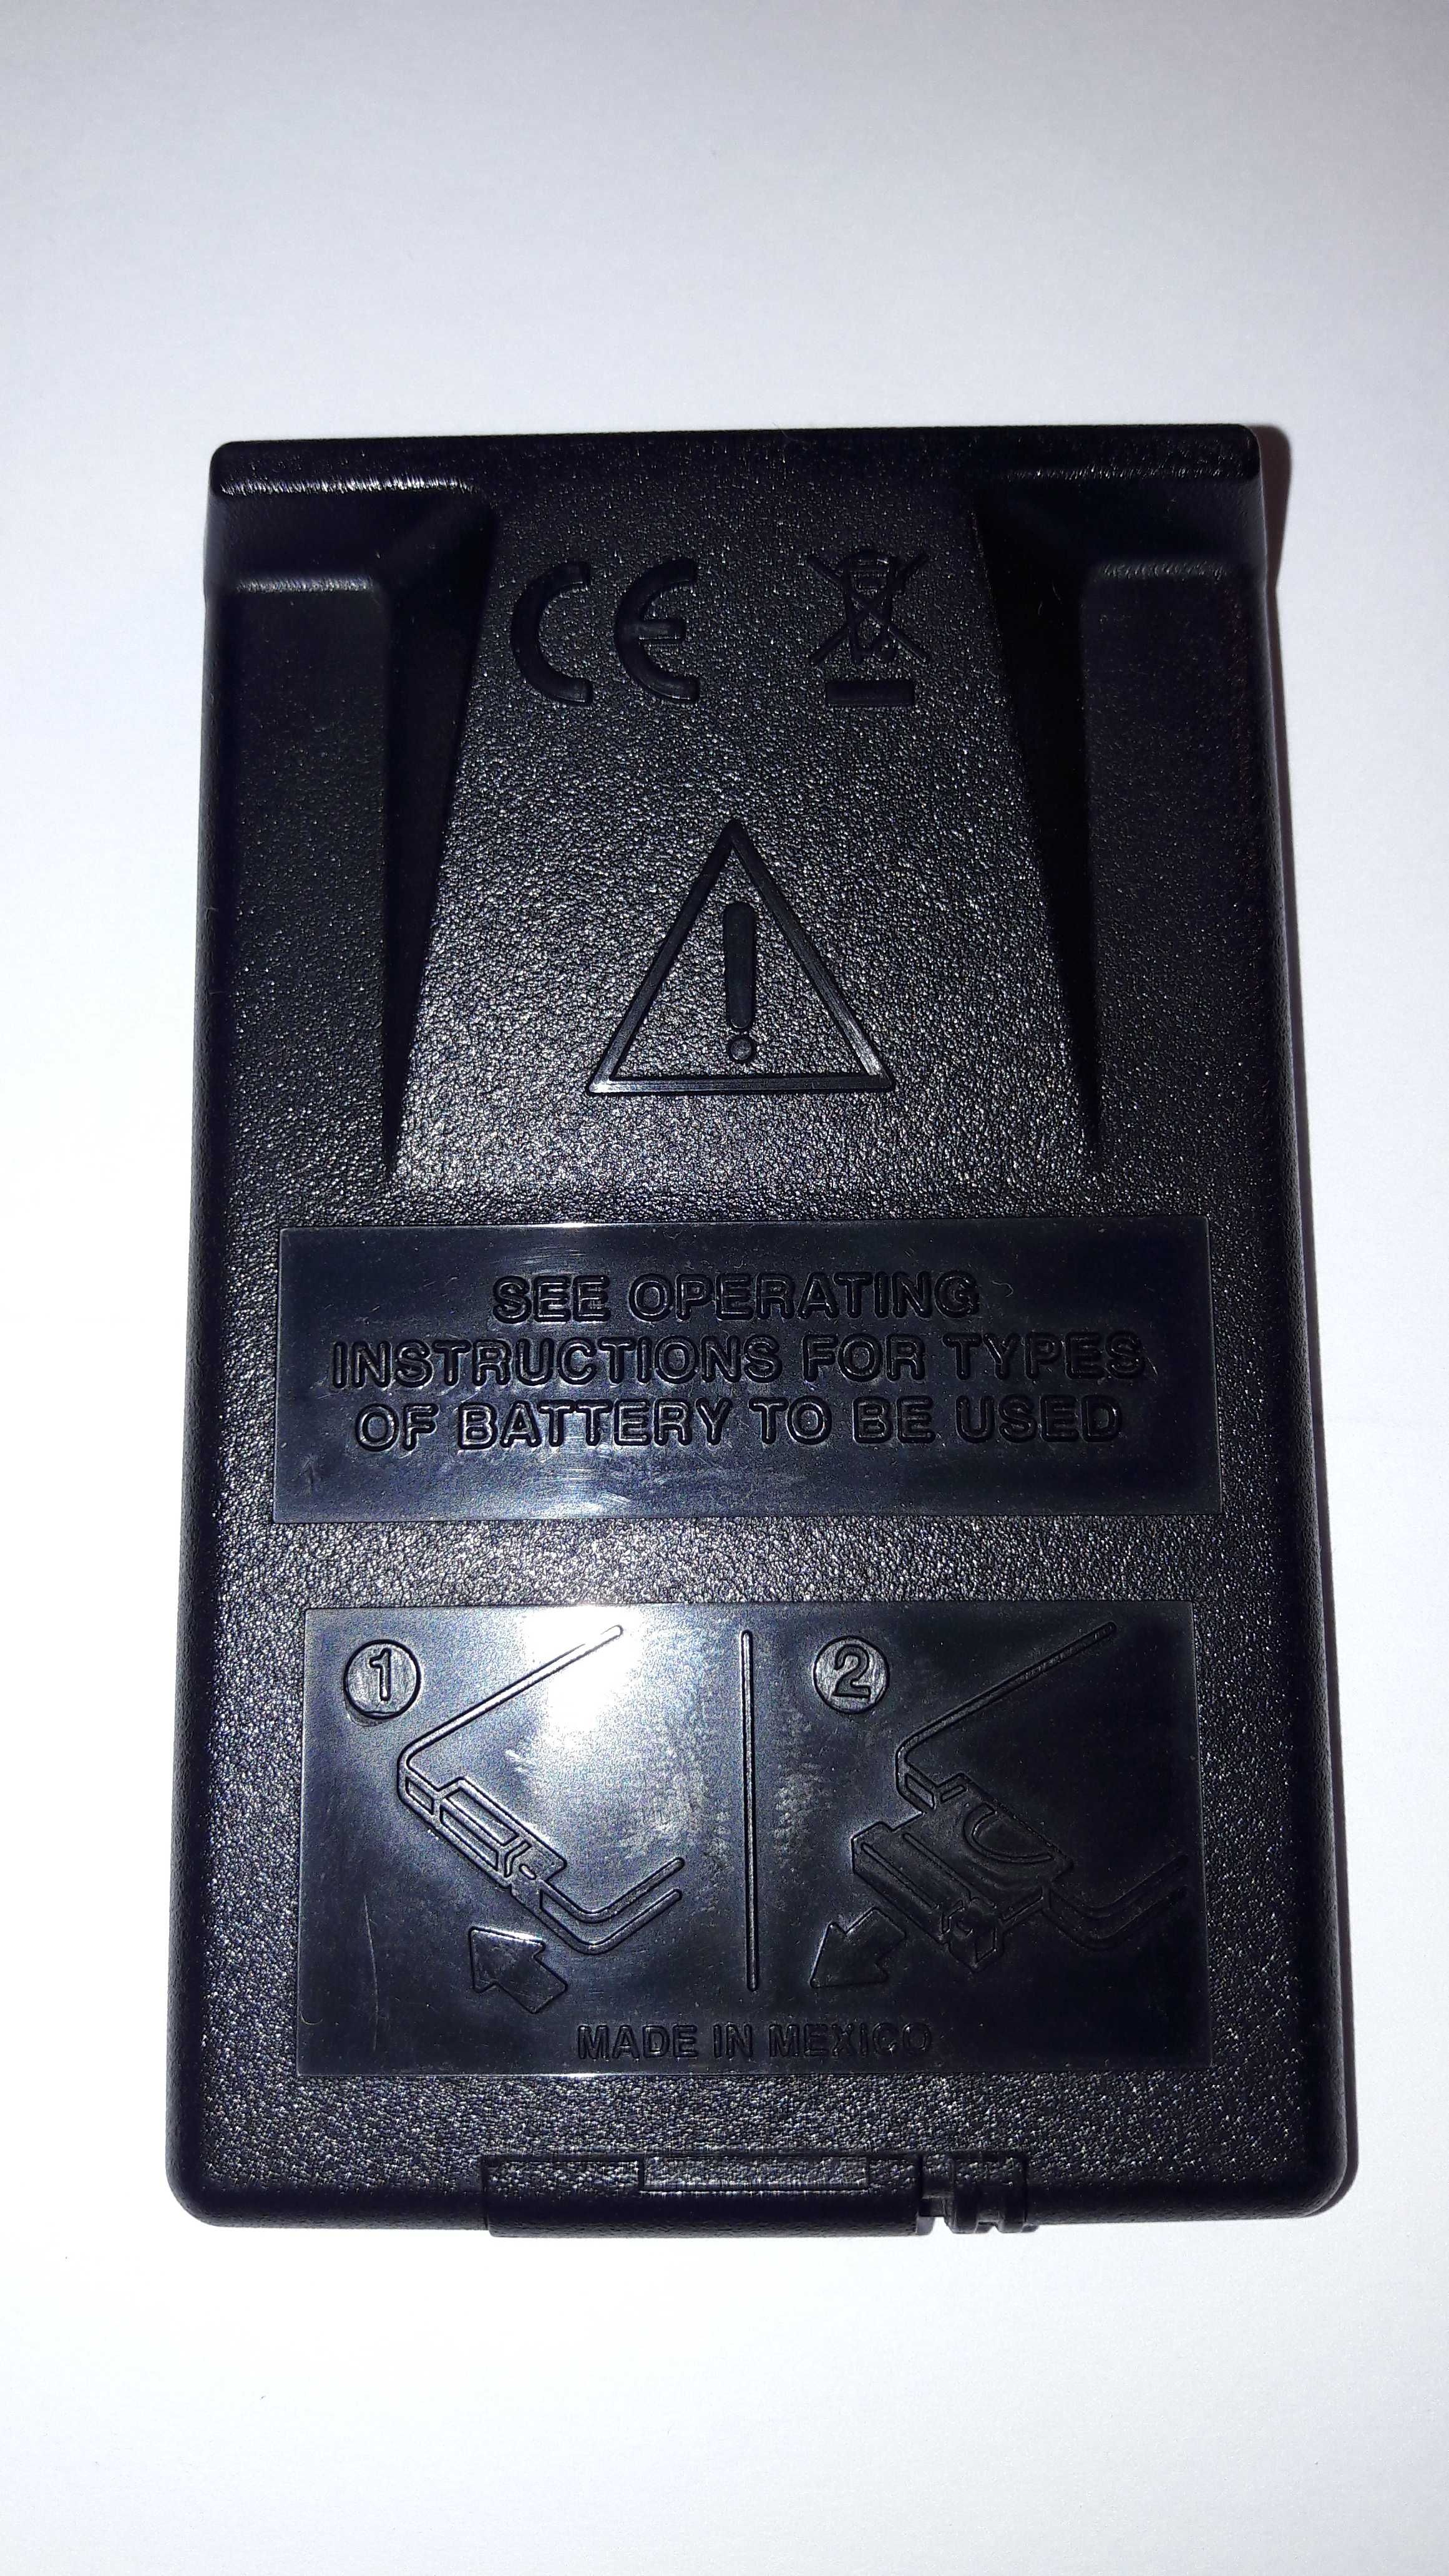 CE
SEE OPERATING
INSTRUCTIONS FOR TYPES
OF BATTERY TO BE USED
1
2
MADE IN MEXICO